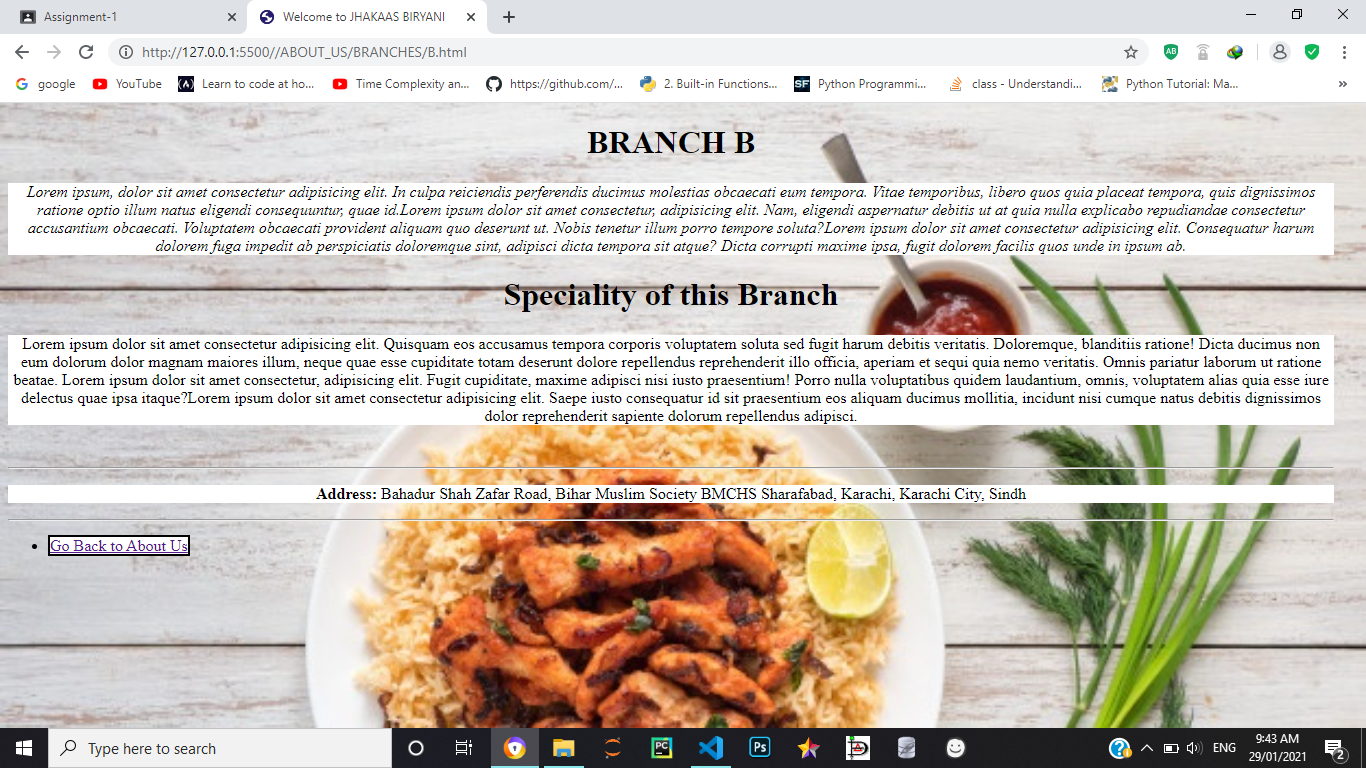 Assignment-1
Welcome to JHAKAAS BIRYANI
http://127.0.0.1:5500//ABOUT_US/BRANCHES/B.html
google
YouTube
Learn to code at ho...
Time Complexity an...
https://github.com/...
2. Built-in Functions...
SF
Python Programmi...
class - Understandi...
Python Tutorial: Ma...
»
BRANCH B
Lorem ipsum, dolor sit amet consectetur adipisicing elit. In culpa reiciendis perferendis ducimus molestias obcaecati eum tempora. Vitae temporibus, libero quos quia placeat tempora, quis dignissimos
ratione optio illum natus eligendi consequuntur, quae id.Lorem ipsum dolor sit amet consectetur, adipisicing elit. Nam, eligendi aspernatur debitis ut at quia nulla explicabo repudiandae consectetur
accusantium obcaecati. Voluptatem obcaecati provident aliquam quo deserunt ut. Nobis tenetur illum porro tempore soluta?Lorem ipsum dolor sit amet consectetur adipisicing elit. Consequatur harum
dolorem fuga impedit ab perspiciatis doloremque sint, adipisci dicta tempora sit atque? Dicta corrupti maxime ipsa, fugit dolorem facilis quos unde in ipsum ab.
Speciality of this Branch
Lorem ipsum dolor sit amet consectetur adipisicing elit. Quisquam eos accusamus tempora corporis voluptatem soluta sed fugit harum debitis veritatis. Doloremque, blanditiis ratione! Dicta ducimus non
eum dolorum dolor magnam maiores illum, neque quae esse cupiditate totam deserunt dolore repellendus reprehenderit illo officia, aperiam et sequi quia nemo veritatis. Omnis pariatur laborum ut ratione
beatae. Lorem ipsum dolor sit amet consectetur, adipisicing elit. Fugit cupiditate, maxime adipisci nisi iusto praesentium! Porro nulla voluptatibus quidem laudantium, omnis, voluptatem alias quia esse iure
delectus quae ipsa itaque?Lorem ipsum dolor sit amet consectetur adipisicing elit. Saepe iusto consequatur id sit praesentium eos aliquam ducimus mollitia, incidunt nisi cumque natus debitis dignissimos
dolor reprehenderit sapiente dolorum repellendus adipisci.
Address: Bahadur Shah Zafar Road, Bihar Muslim Society BMCHS Sharafabad, Karachi, Karachi City, Sindh
• Go Back to About Us
Type here to search
PC
Ps
ENG
9:43 AM
29/01/2021
2